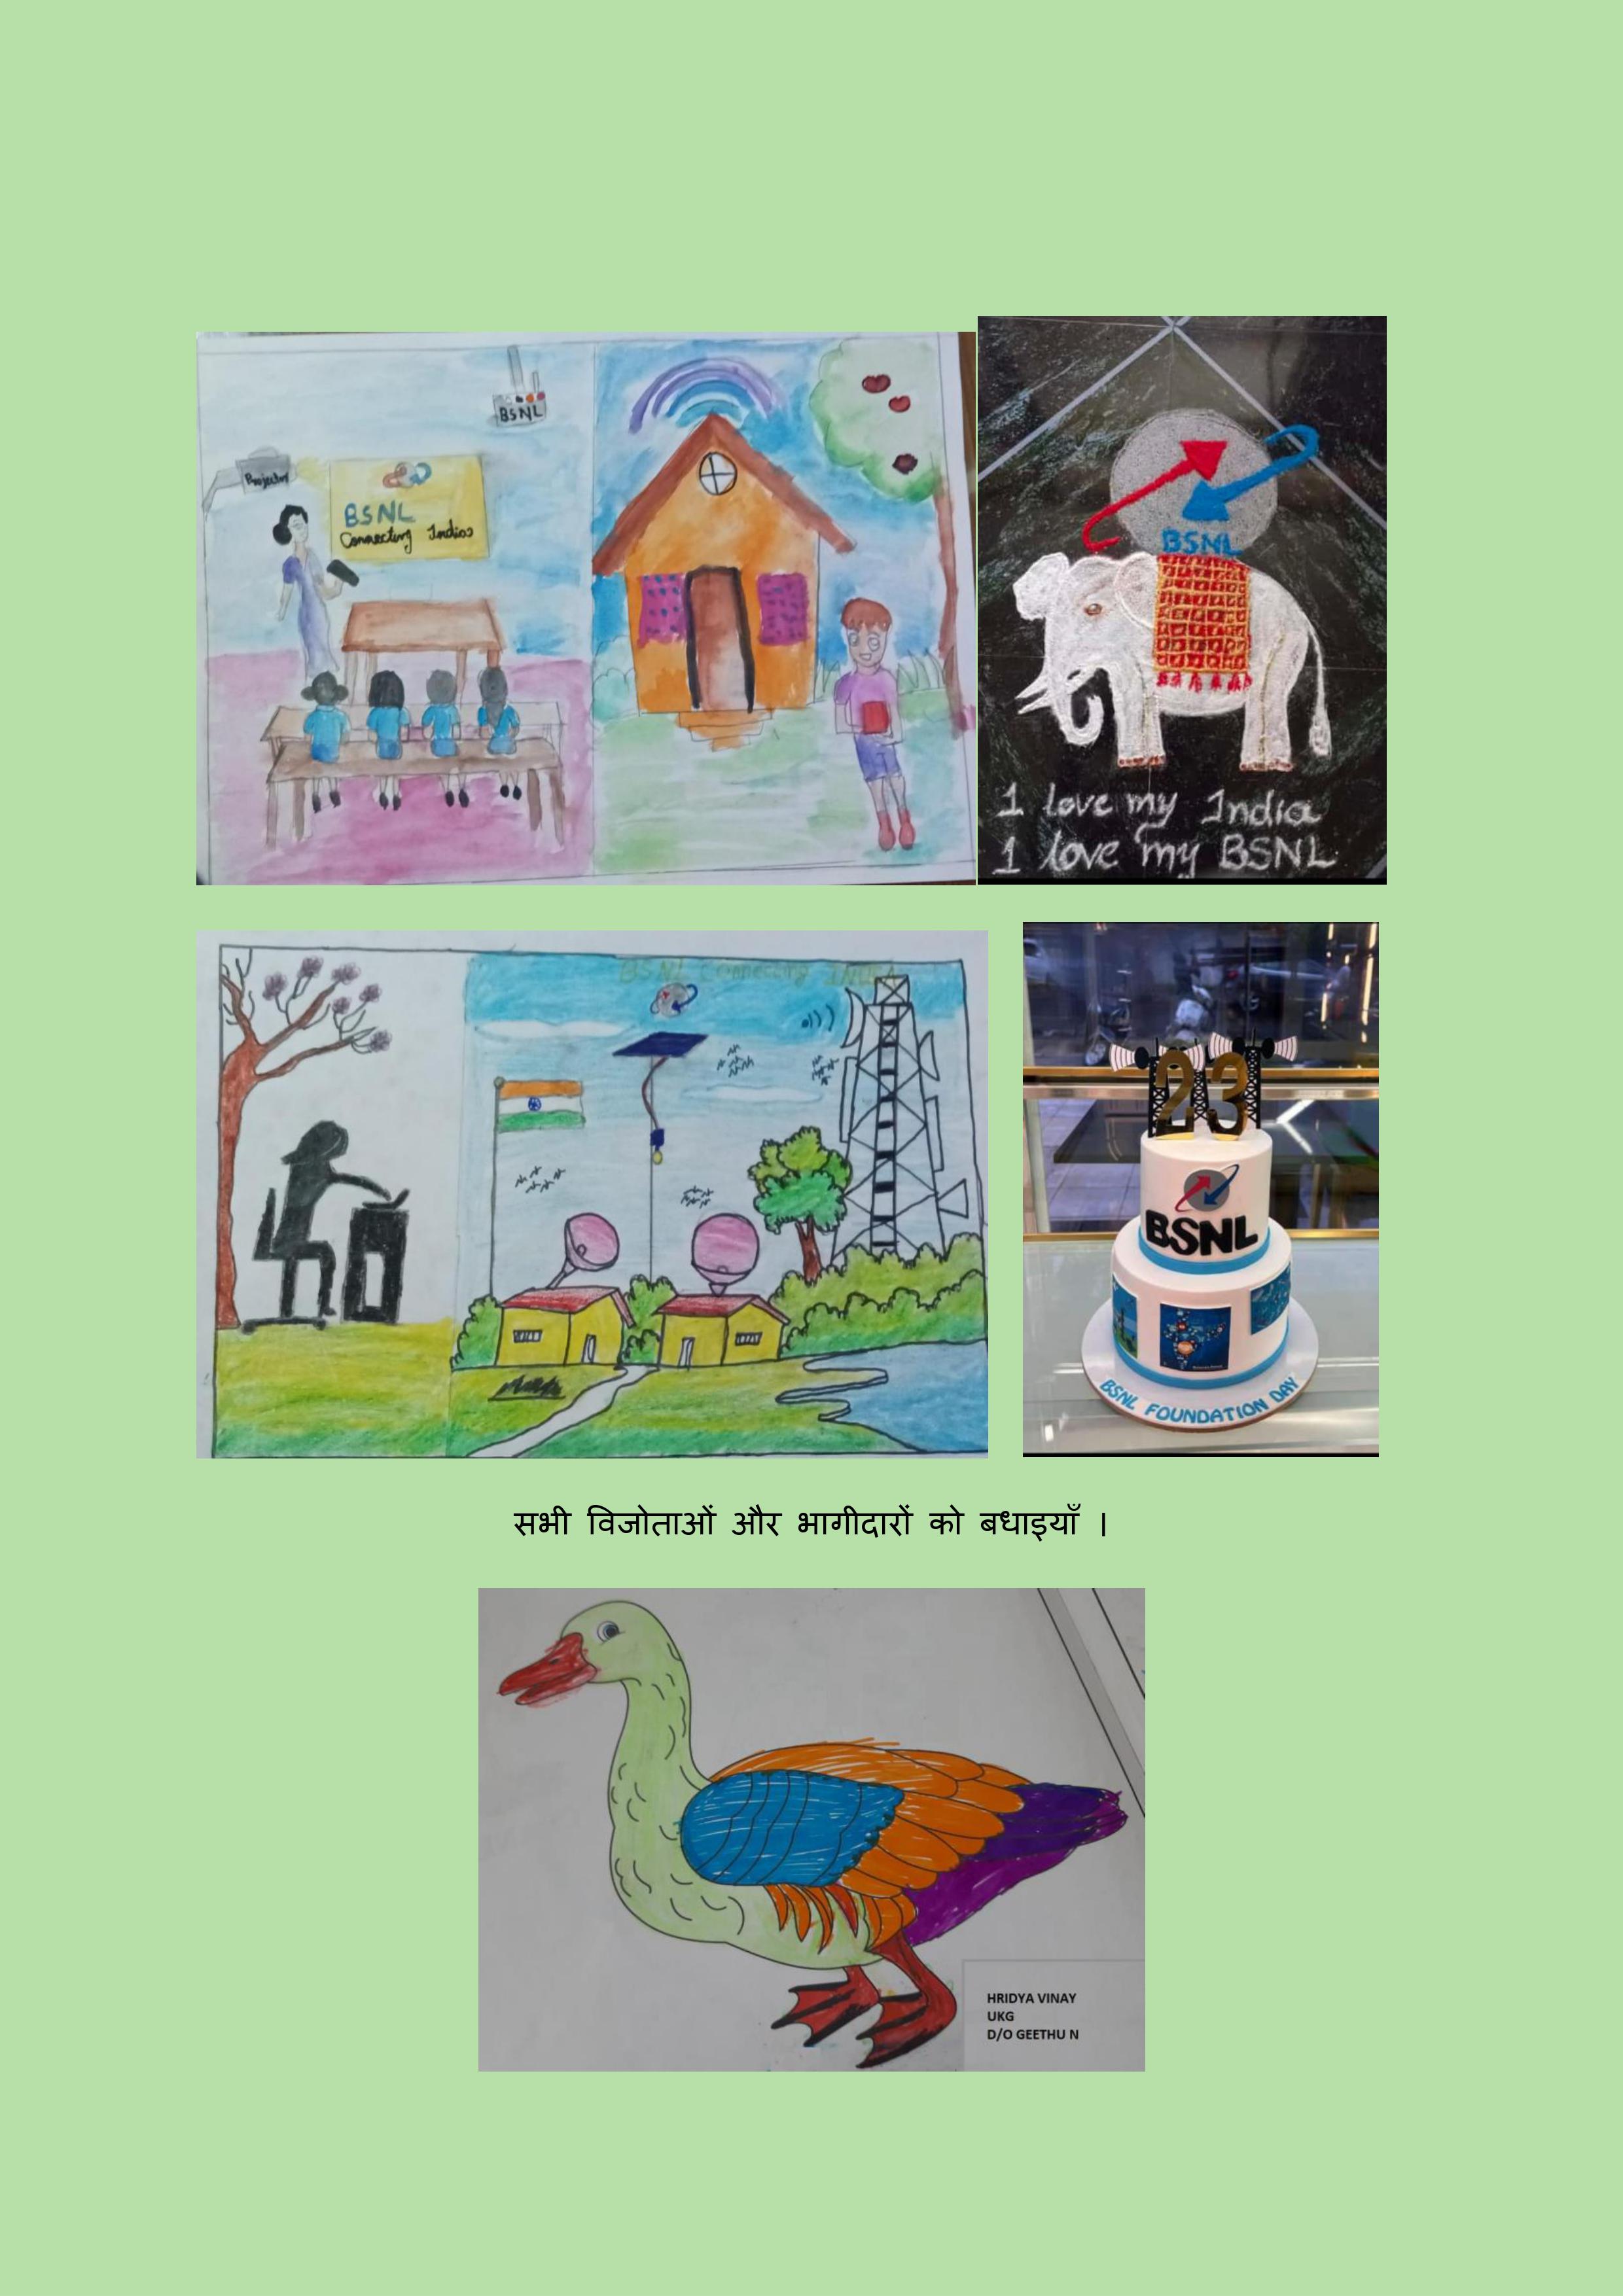 BSNL
Projector
BSNL
Connecting India
BSNL
I love my India
I love my BSNL
BSNL Connecting INDIA
23
BSNL
BSNL FOUNDATION DAY
सभी विजोताओं और भागीदारों को बधाइयाँ ।
HRIDYA VINAY
UKG
D/O GEETHU N